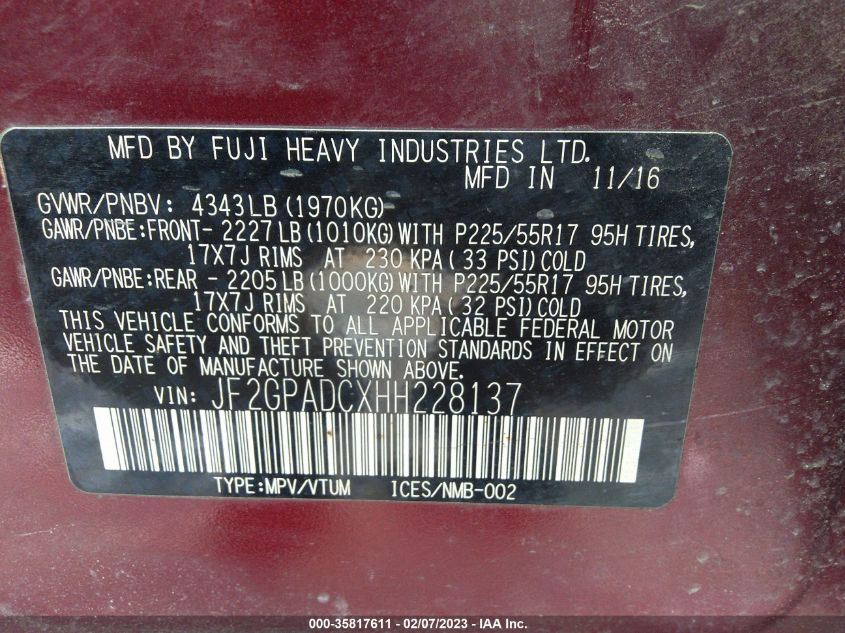 MFD BY FUJI HEAVY INDUSTRIES LTD.
MFD IN 11/16
GVWR/PNBV: 4343LB (1970KG)
GAWR/PNBE:FRONT- 2227LB (1010KG) WITH P225/55R17 95H TIRES,
17X7J RIMS AT 230 KPA (33 PSI) COLD
GAWR/PNBE:REAR - 2205LB (1000KG) WITH P225/55R17 95H TIRES,
17X7J RIMS AT 220 KPA (32 PSI) COLD
THIS VEHICLE CONFORMS TO ALL APPLICABLE FEDERAL MOTOR
VEHICLE SAFETY AND THEFT PREVENTION STANDARDS IN EFFECT ON
THE DATE OF MANUFACTURE SHOWN ABOVE.
VIN: JF2GPADCXHH228137
TYPE:MPV/VTUM ICES/NMB-002
000-35817611 - 02/07/2023 - IAA Inc.